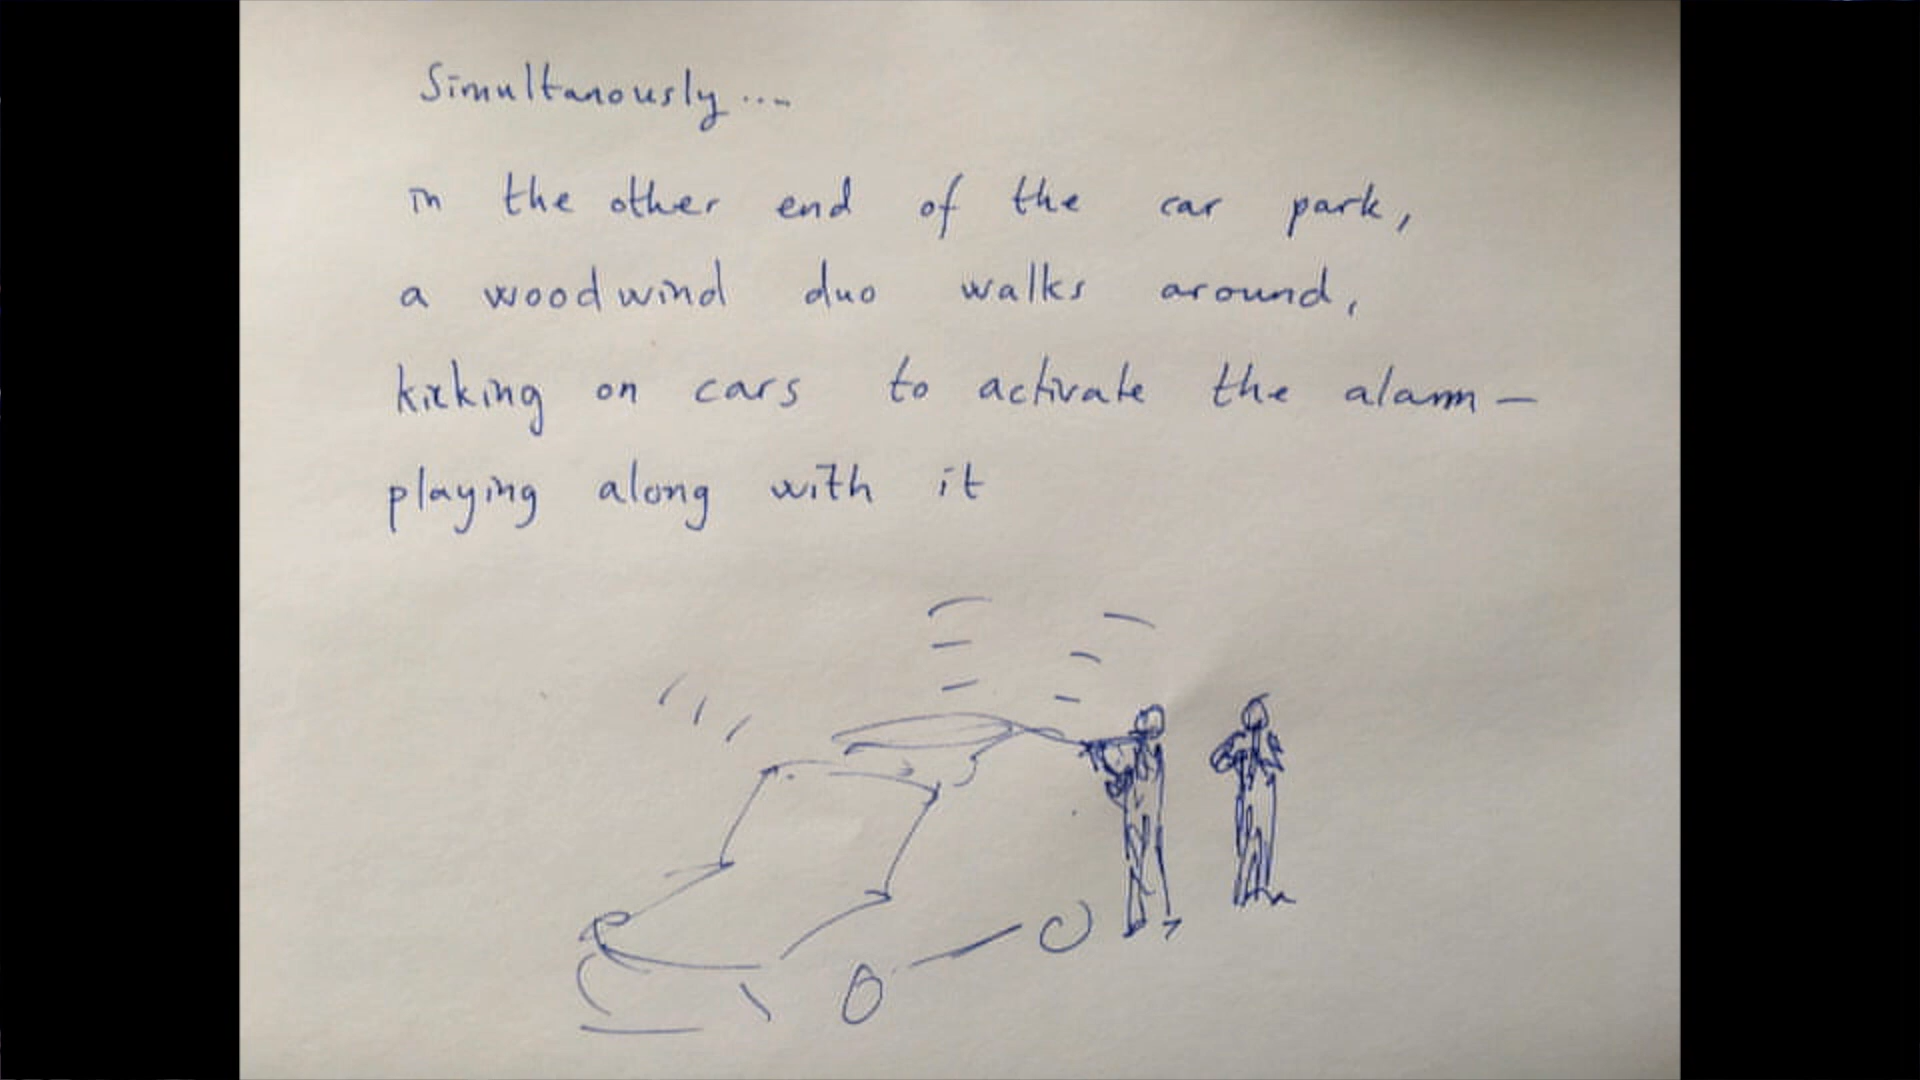 Simultanously....
in the other end of the car park,
a woodwind duo walks around,
kicking on cars to activate the alarm –
playing along with it